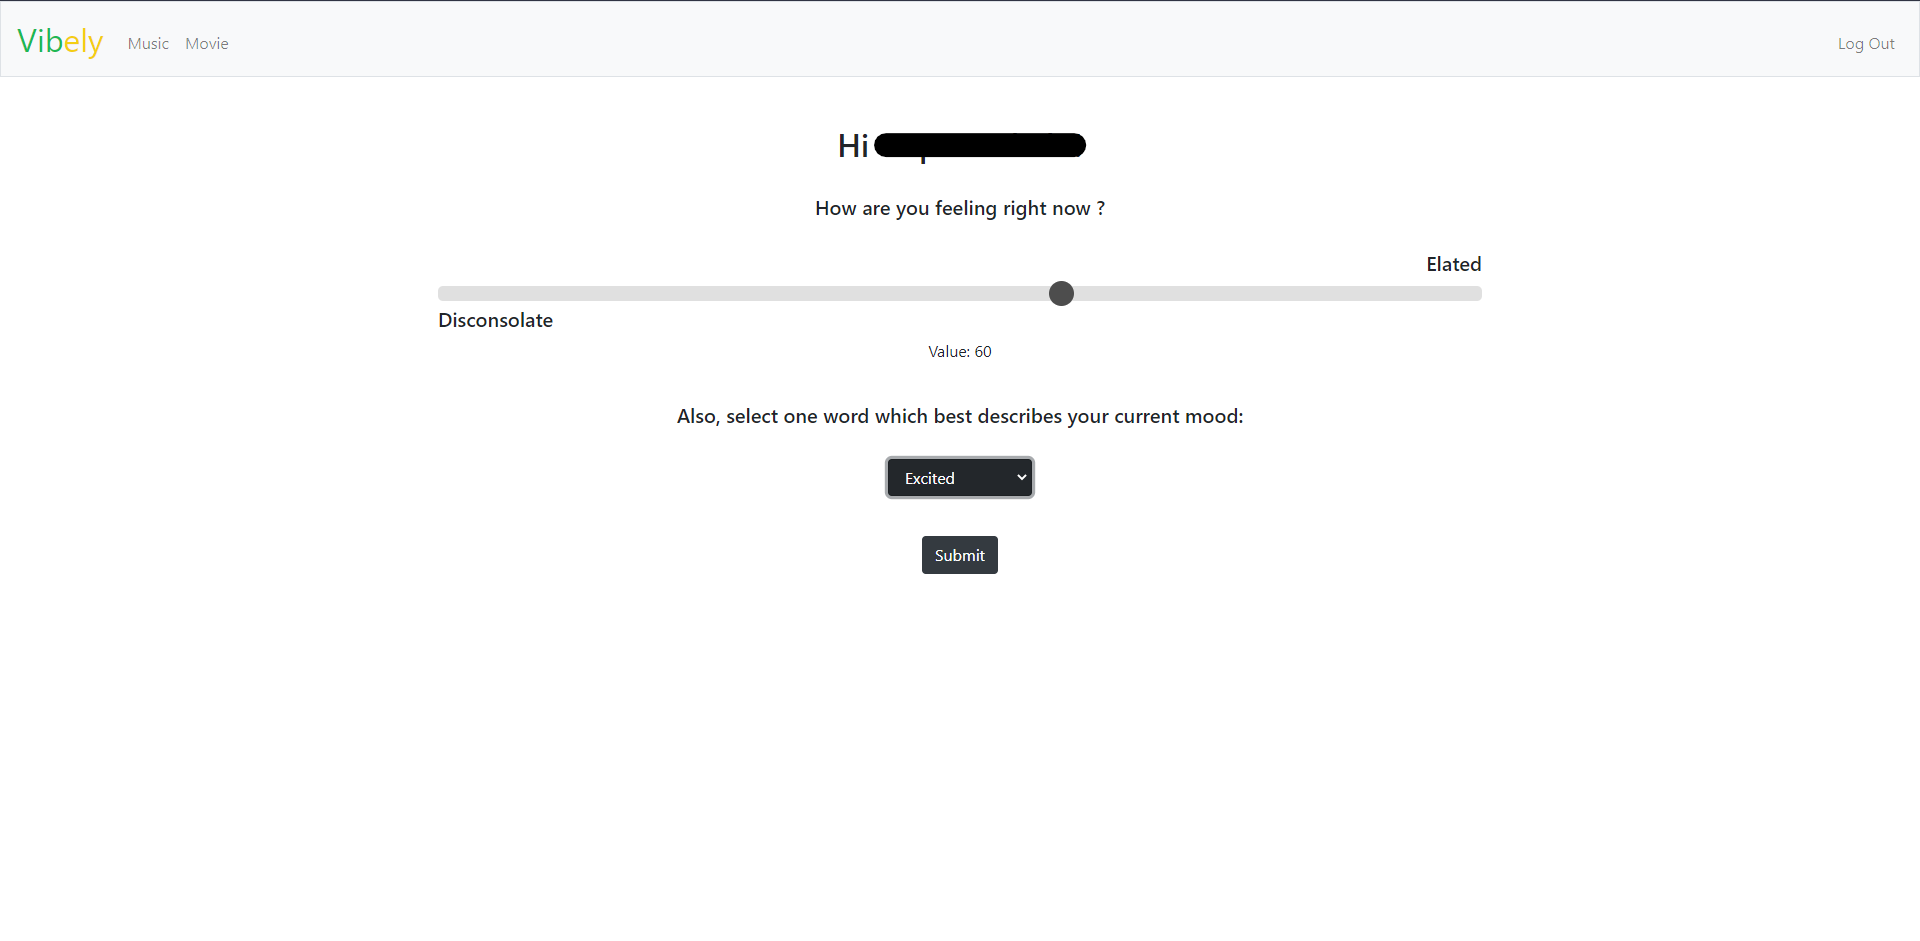 Vibely Music Movie Log Out
Hi
How are you feeling right now ?
Elated
Disconsolate
Value: 60
Also, select one word which best describes your current mood:
Excited
Submit